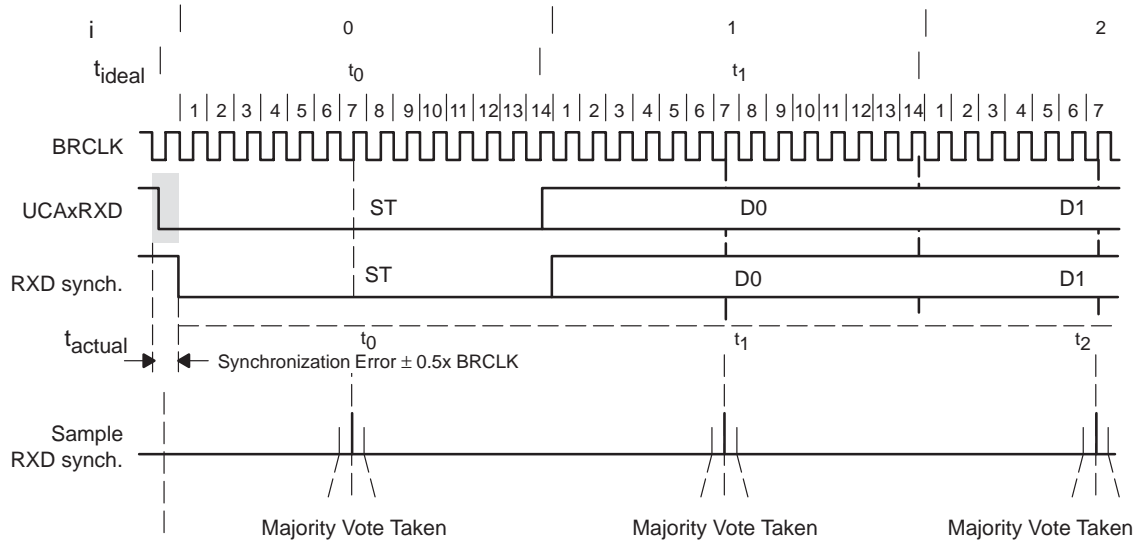 i 0 1 2
tideal t0 t1
1 2 3 4 5 6 7 8 9 10 11 12 13 14 1 2 3 4 5 6 7 8 9 10 11 12 13 14 1 2 3 4 5 6 7
BRCLK
UCAxRXD ST D0 D1
RXD synch. ST D0 D1
tactual t0 t1 t2
Synchronization Error ± 0.5x BRCLK
Sample
RXD synch.
Majority Vote Taken Majority Vote Taken Majority Vote Taken